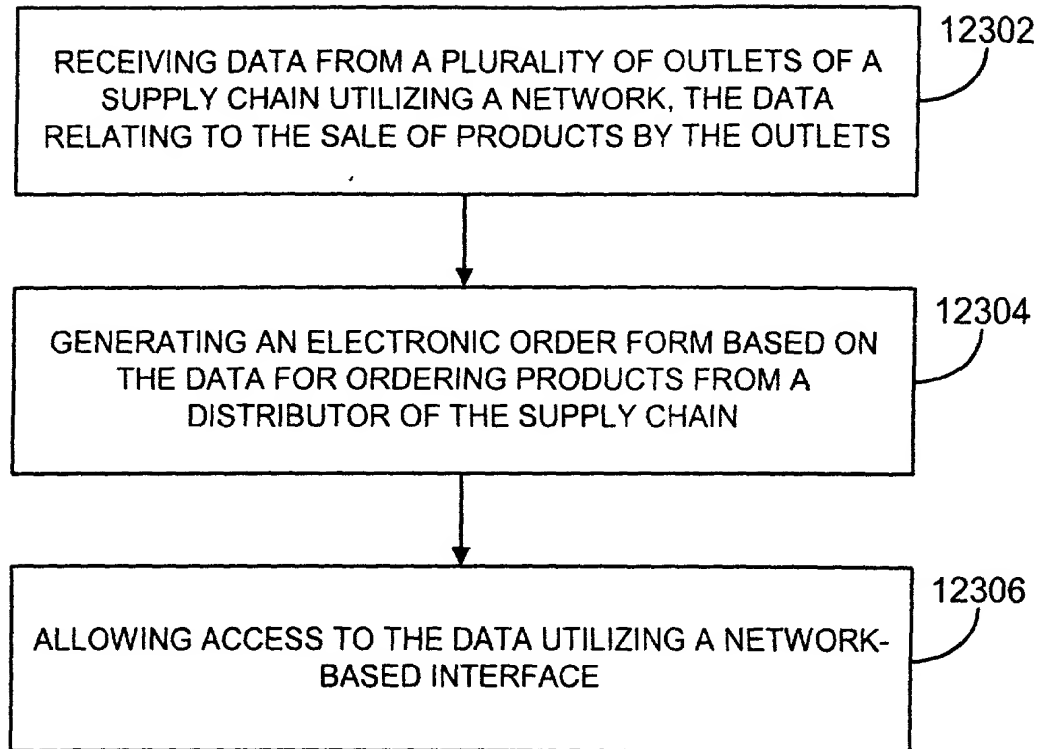 12302
RECEIVING DATA FROM A PLURALITY OF OUTLETS OF A
SUPPLY CHAIN UTILIZING A NETWORK, THE DATA
RELATING TO THE SALE OF PRODUCTS BY THE OUTLETS
12304
GENERATING AN ELECTRONIC ORDER FORM BASED ON
THE DATA FOR ORDERING PRODUCTS FROM A
DISTRIBUTOR OF THE SUPPLY CHAIN
12306
ALLOWING ACCESS TO THE DATA UTILIZING A NETWORK-
BASED INTERFACE